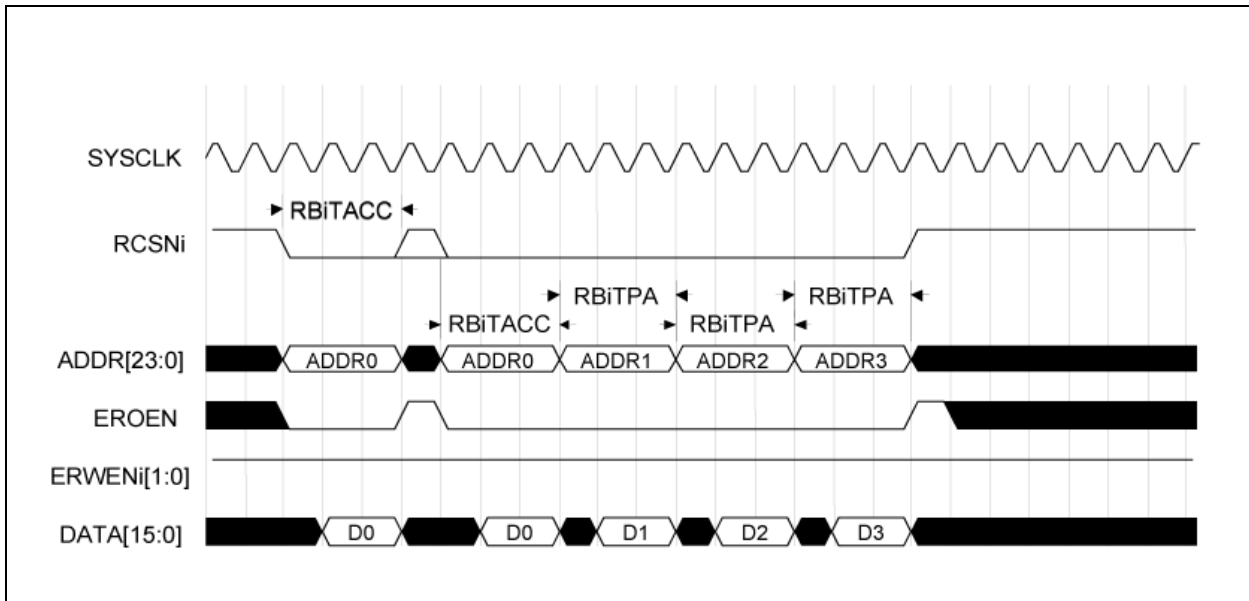 SYSCLK
RBiTACC
RCSNi
RBiTPA RBiTPA
RBiTACC RBiTPA
ADDR[23:0] ADDR0 ADDR0 ADDR1 ADDR2 ADDR3
EROEN
ERWENi[1:0]
DATA[15:0] D0 D0 D1 D2 D3